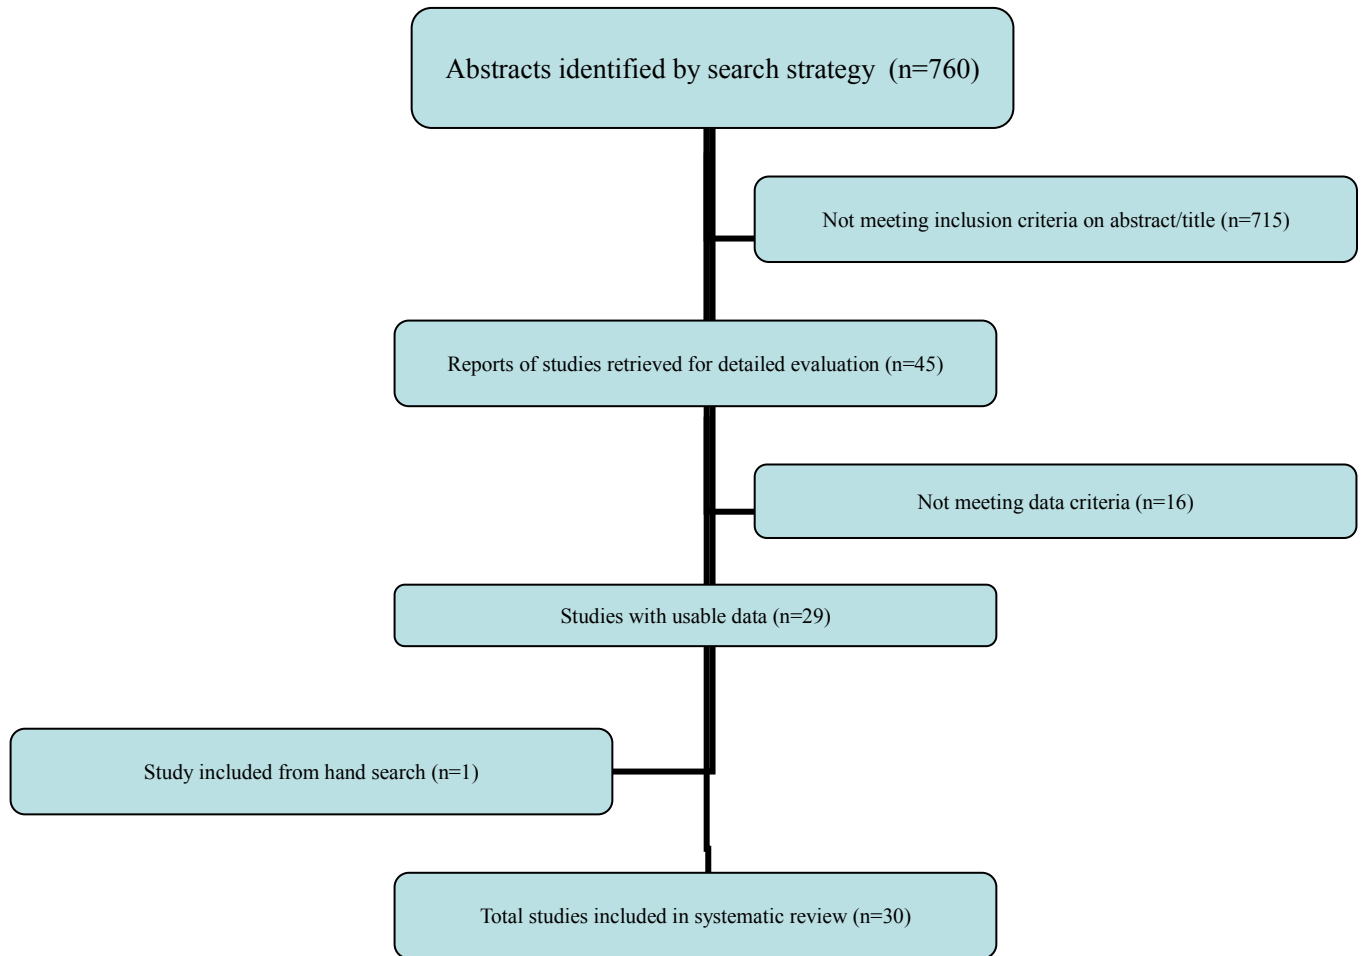 Abstracts identified by search strategy  (n=760)
Not meeting inclusion criteria on abstract/title (n=715)
Reports of studies retrieved for detailed evaluation (n=45)
Not meeting data criteria (n=16)
Studies with usable data (n=29)
Study included from hand search (n=1)
Total studies included in systematic review (n=30)